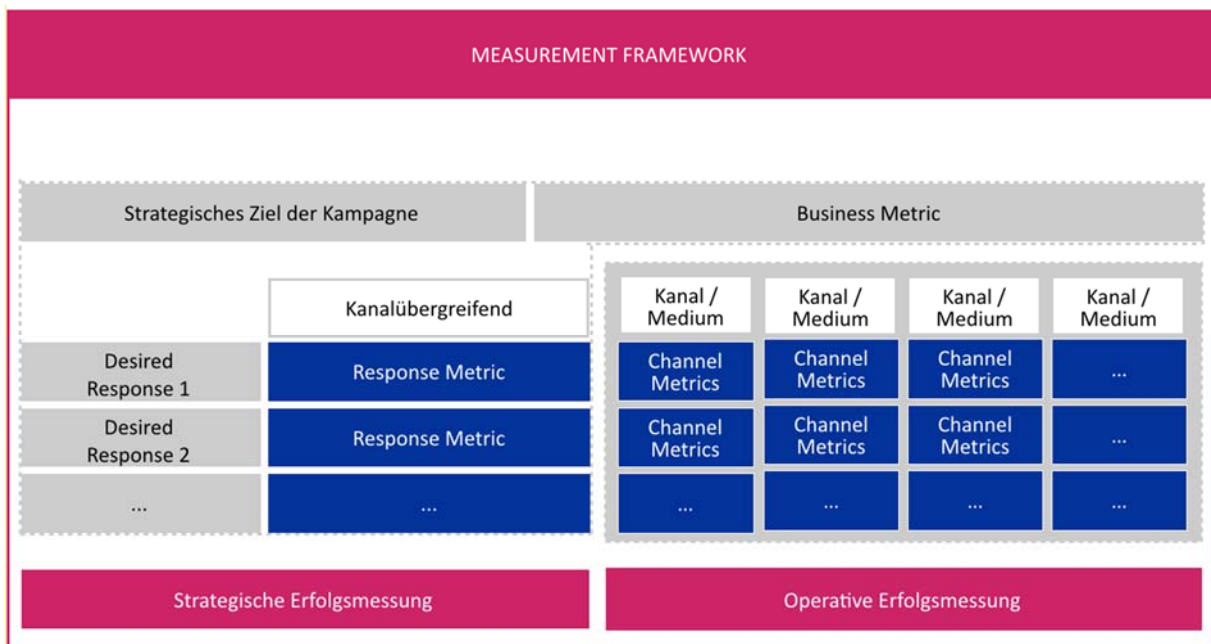 MEASUREMENT FRAMEWORK
Strategisches Ziel der Kampagne
Business Metric
Kanalübergreifend
Kanal /
Medium
Kanal /
Medium
Kanal /
Medium
Kanal /
Medium
Desired
Response 1
Response Metric
Channel
Metrics
Channel
Metrics
Channel
Metrics
...
Desired
Response 2
Response Metric
Channel
Metrics
Channel
Metrics
Channel
Metrics
...
...
...
...
...
...
...
Strategische Erfolgsmessung
Operative Erfolgsmessung